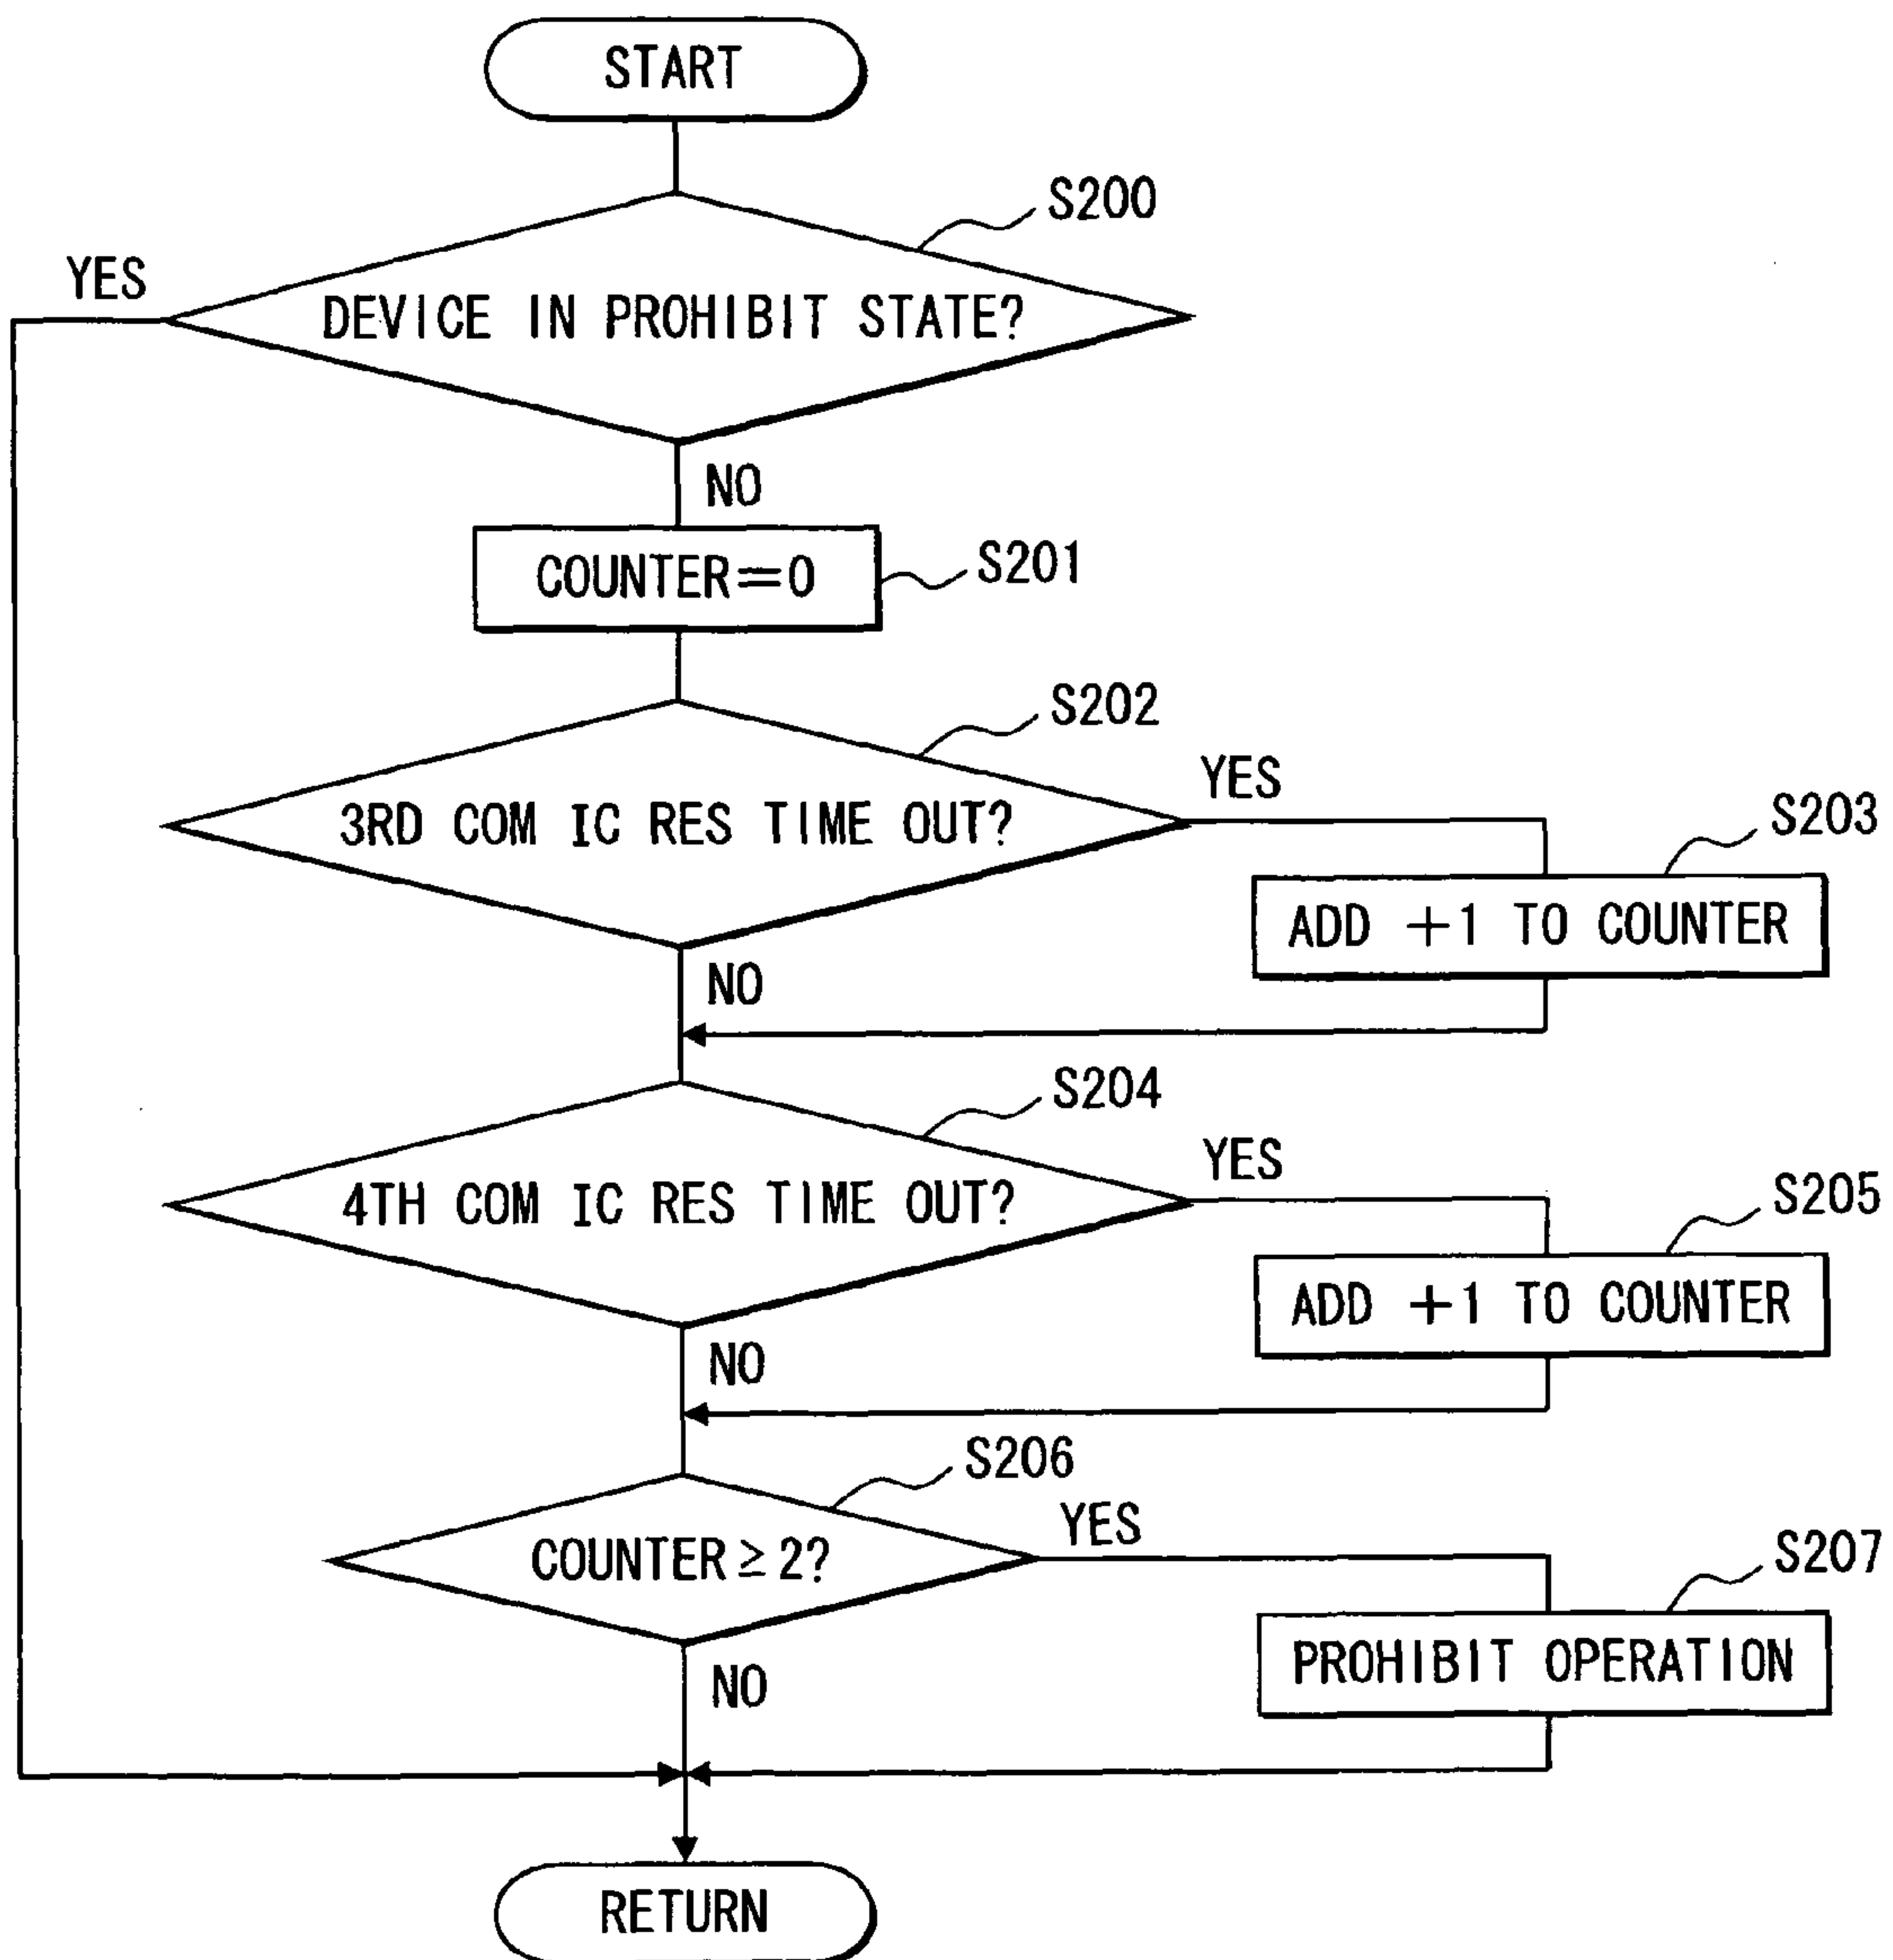 START
S200
YES
DEVICE IN PROHIBIT STATE?
NO
COUNTER=0
S201
S202
YES
3RD COM IC RES TIME OUT?
S203
ADD +1 TO COUNTER
NO
S204
YES
4TH COM IC RES TIME OUT?
S205
ADD +1 TO COUNTER
NO
S206
YES
COUNTER≥2?
S207
PROHIBIT OPERATION
NO
RETURN